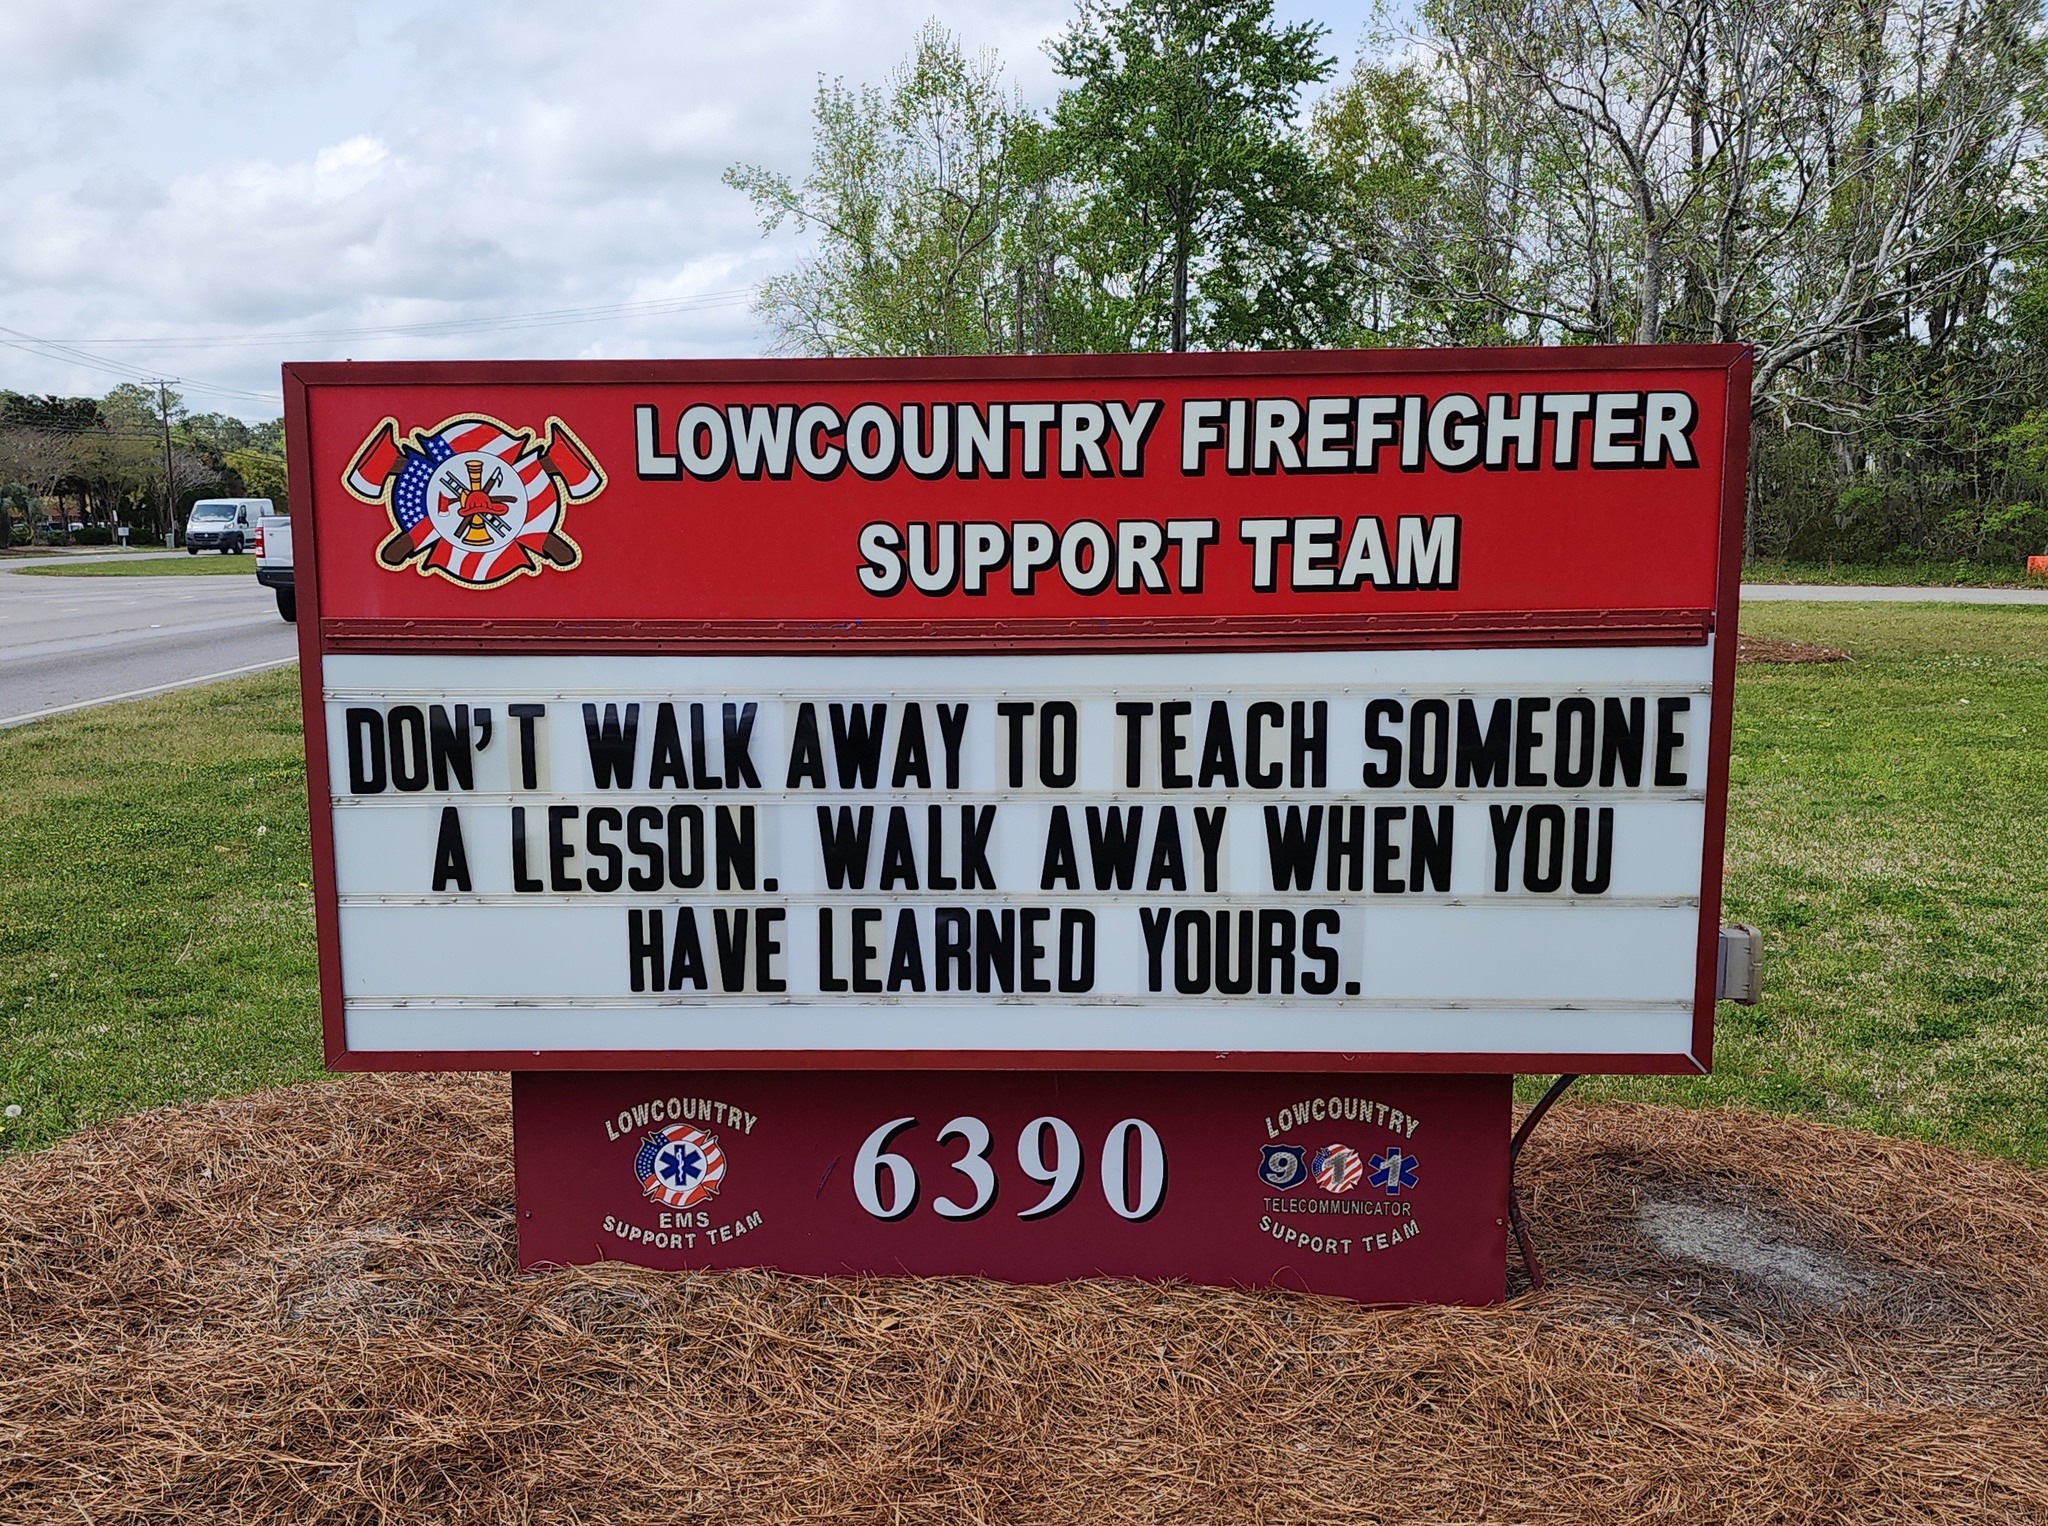 LOWCOUNTRY FIREFIGHTER
SUPPORT TEAM
DON'T WALK AWAY TO TEACH SOMEONE
A LESSON. WALK AWAY WHEN YOU
HAVE LEARNED YOURS.
LOWCOUNTRY
EMS
SUPPORT TEAM
6390
LOWCOUNTRY
911
TELECOMMUNICATOR
SUPPORT TEAM